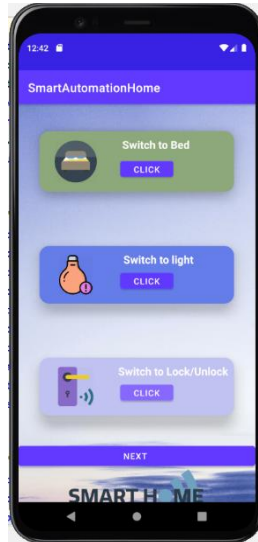 12:42
SmartAutomationHome
Switch to Bed
CLICK
Switch to light
CLICK
Switch to Lock/Unlock
CLICK
NEXT
SMART HOME